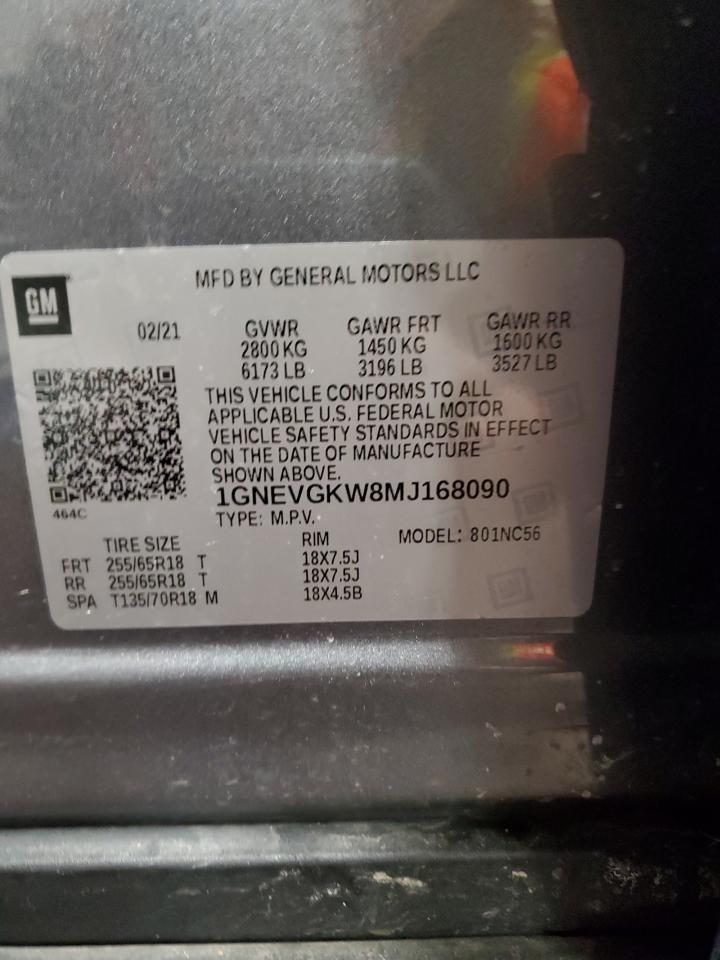 MFD BY GENERAL MOTORS LLC
GM
02/21 GVWR GAWR FRT GAWR RR
2800 KG 1450 KG 1600 KG
6173 LB 3196 LB 3527 LB
THIS VEHICLE CONFORMS TO ALL
APPLICABLE U.S. FEDERAL MOTOR
VEHICLE SAFETY STANDARDS IN EFFECT
ON THE DATE OF MANUFACTURE
SHOWN ABOVE.
1GNEVGKW8MJ168090
464C
TYPE: M.P.V.
MODEL: 801NC56
TIRE SIZE RIM
FRT 255/65R18 T 18X7.5J
RR 255/65R18 T 18X7.5J
SPA T135/70R18 M 18X4.5B